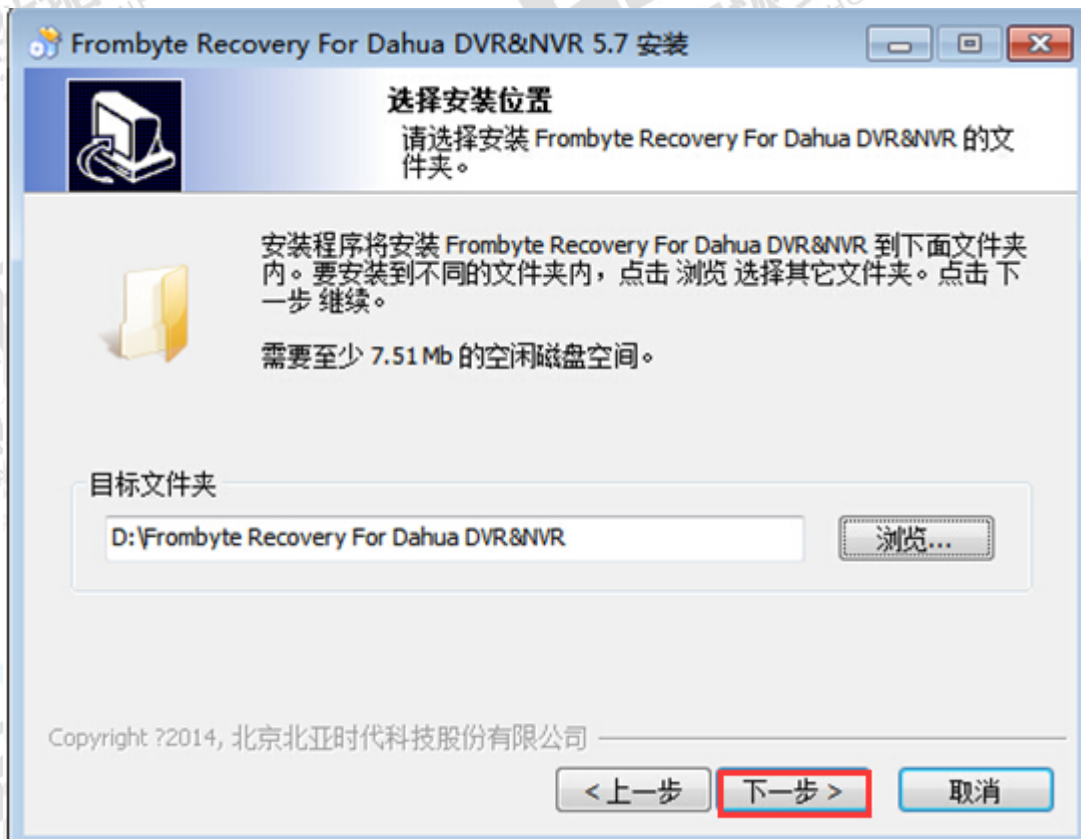 Frombyte Recovery For Dahua DVR&NVR 5.7 安装
选择安装位置
请选择安装 Frombyte Recovery For Dahua DVR&NVR 的文
件夹。
安装程序将安装 Frombyte Recovery For Dahua DVR&NVR 到下面文件夹
内。要安装到不同的文件夹内，点击 浏览 选择其它文件夹。点击 下
一步 继续。
需要至少 7.51 Mb 的空闲磁盘空间。
目标文件夹
D:\Frombyte Recovery For Dahua DVR&NVR
浏览...
Copyright ?2014, 北京北亚时代科技股份有限公司
< 上一步
下一步 >
取消